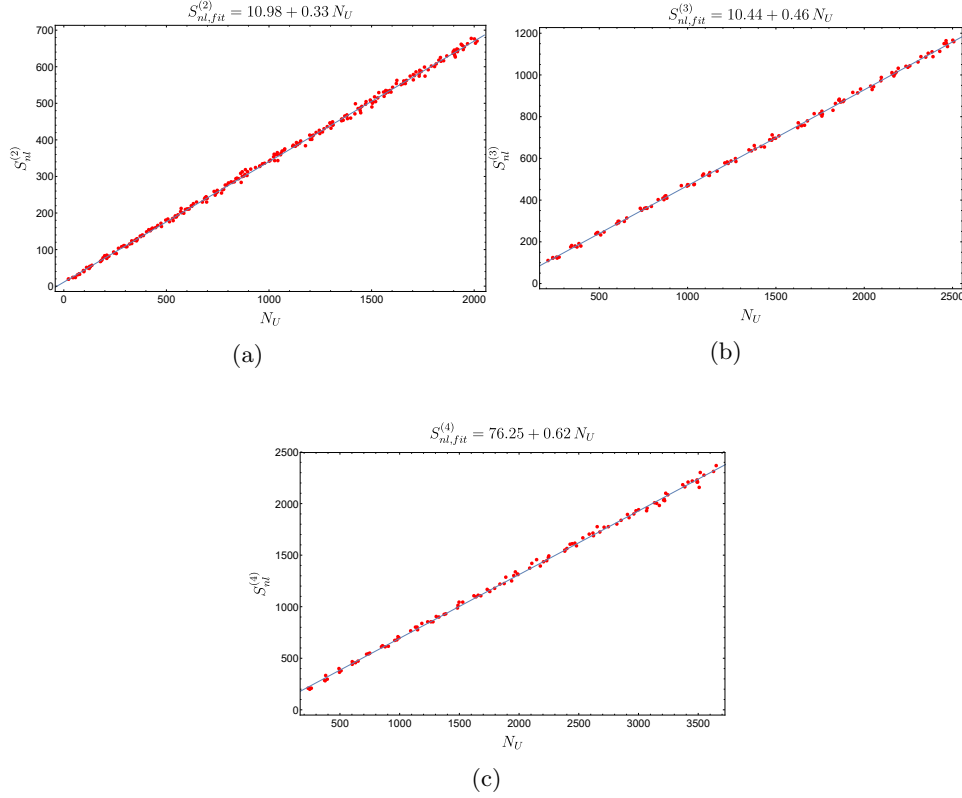 $S_{nl,fit}^{(2)} = 10.98 + 0.33\, N_U$
700
600
500
400
300
200
100
0
$S_{nl}^{(2)}$
0 500 1000 1500 2000
$N_U$
(a)
$S_{nl,fit}^{(3)} = 10.44 + 0.46\, N_U$
1200
1000
800
600
400
200
0
$S_{nl}^{(3)}$
500 1000 1500 2000 2500
$N_U$
(b)
$S_{nl,fit}^{(4)} = 76.25 + 0.62\, N_U$
2500
2000
1500
1000
500
0
$S_{nl}^{(4)}$
500 1000 1500 2000 2500 3000 3500
$N_U$
(c)